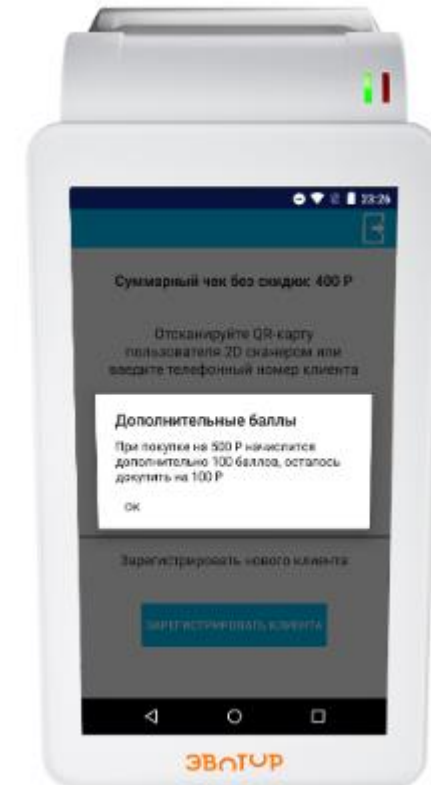 23:26
Суммарный чек без скидки: 400 Р
Отсканируйте QR-карту
пользователя 2D сканером или
введите телефонный номер клиента
Дополнительные баллы
При покупке на 500 Р начислится
дополнительно 100 баллов, осталось
докупить на 100 Р
ОК
Зарегистрировать нового клиента
ЗАРЕГИСТРИРОВАТЬ КЛИЕНТА
ЭВОТОР